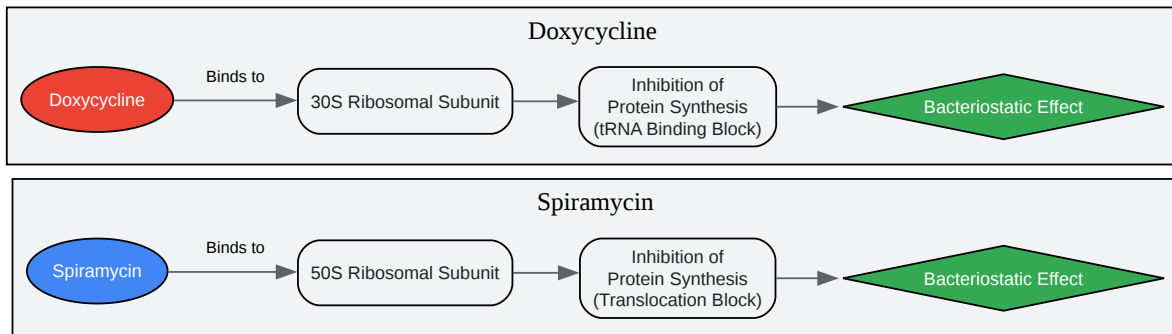 Doxycycline
Doxycycline
Binds to
30S Ribosomal Subunit
Inhibition of
Protein Synthesis
(tRNA Binding Block)
Bacteriostatic Effect
Spiramycin
Spiramycin
Binds to
50S Ribosomal Subunit
Inhibition of
Protein Synthesis
(Translocation Block)
Bacteriostatic Effect